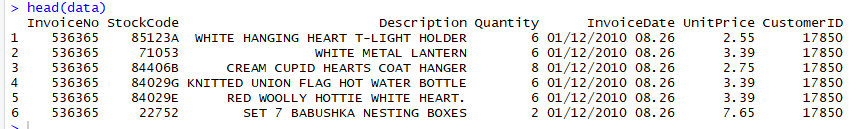 > head(data)
InvoiceNo StockCode Description Quantity InvoiceDate UnitPrice CustomerID
1 536365 85123A WHITE HANGING HEART T-LIGHT HOLDER 6 01/12/2010 08.26 2.55 17850
2 536365 71053 WHITE METAL LANTERN 6 01/12/2010 08.26 3.39 17850
3 536365 84406B CREAM CUPID HEARTS COAT HANGER 8 01/12/2010 08.26 2.75 17850
4 536365 84029G KNITTED UNION FLAG HOT WATER BOTTLE 6 01/12/2010 08.26 3.39 17850
5 536365 84029E RED WOOLLY HOTTIE WHITE HEART. 6 01/12/2010 08.26 3.39 17850
6 536365 22752 SET 7 BABUSHKA NESTING BOXES 2 01/12/2010 08.26 7.65 17850
>